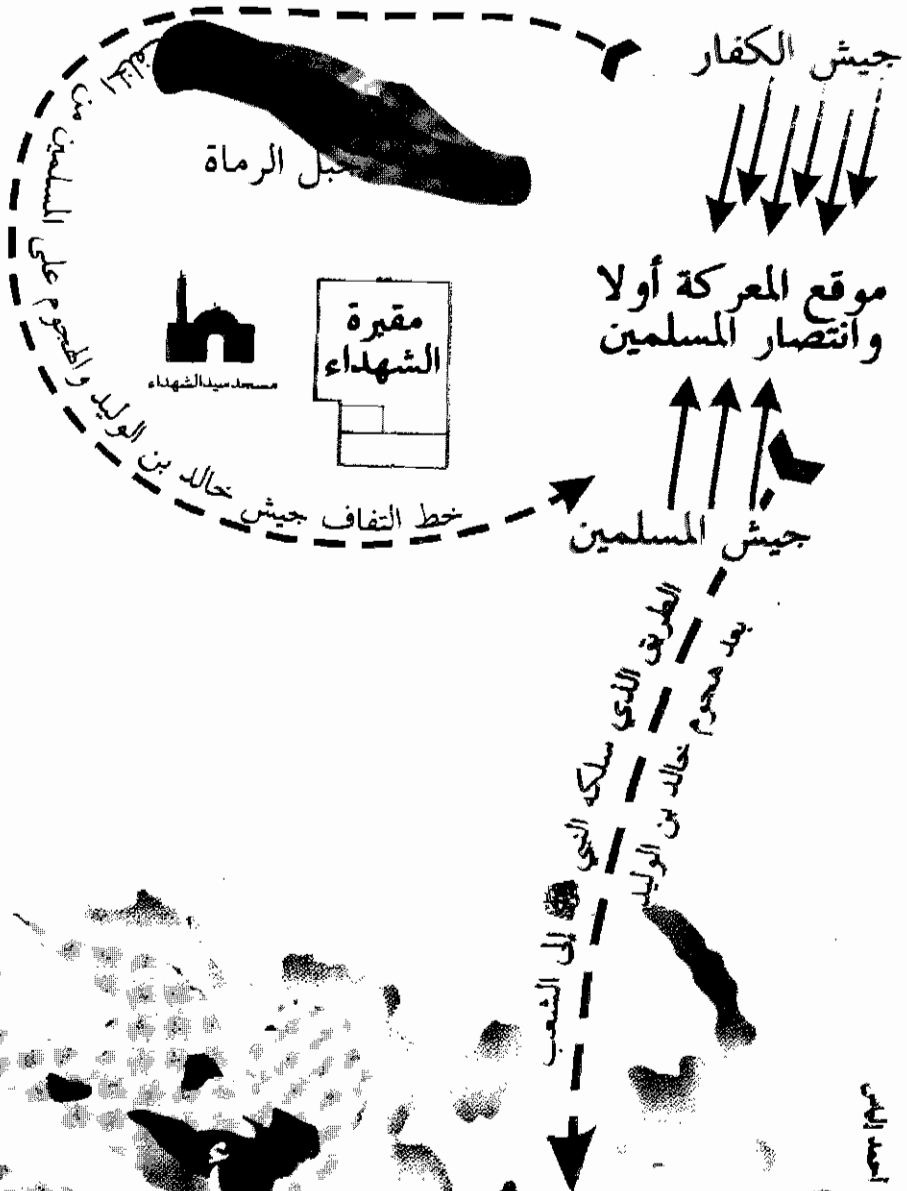 جيش الكفار
جبل الرماة
موقع المعركة أولا
وانتصار المسلمين
مقبرة
الشهداء
مسجد سيد الشهداء
خط التفاف جيش خالد بن الوليد والهجوم على المسلمين من الخلف
جيش المسلمين
الطريق الذي سلكه النبي ﷺ إلى الشعب
بعد هجوم خالد بن الوليد
أحمد